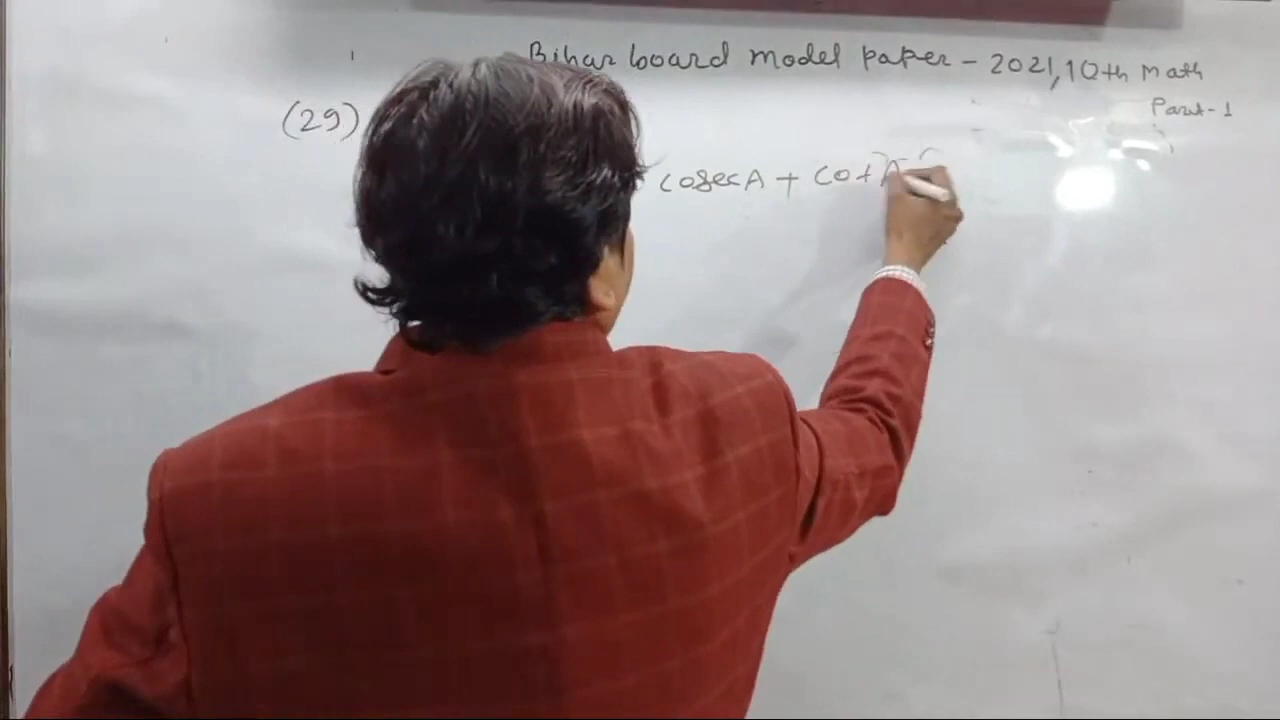 Bihar board model paper - 2021, 10th Math
Part-1
(29)
cosecA + cotA